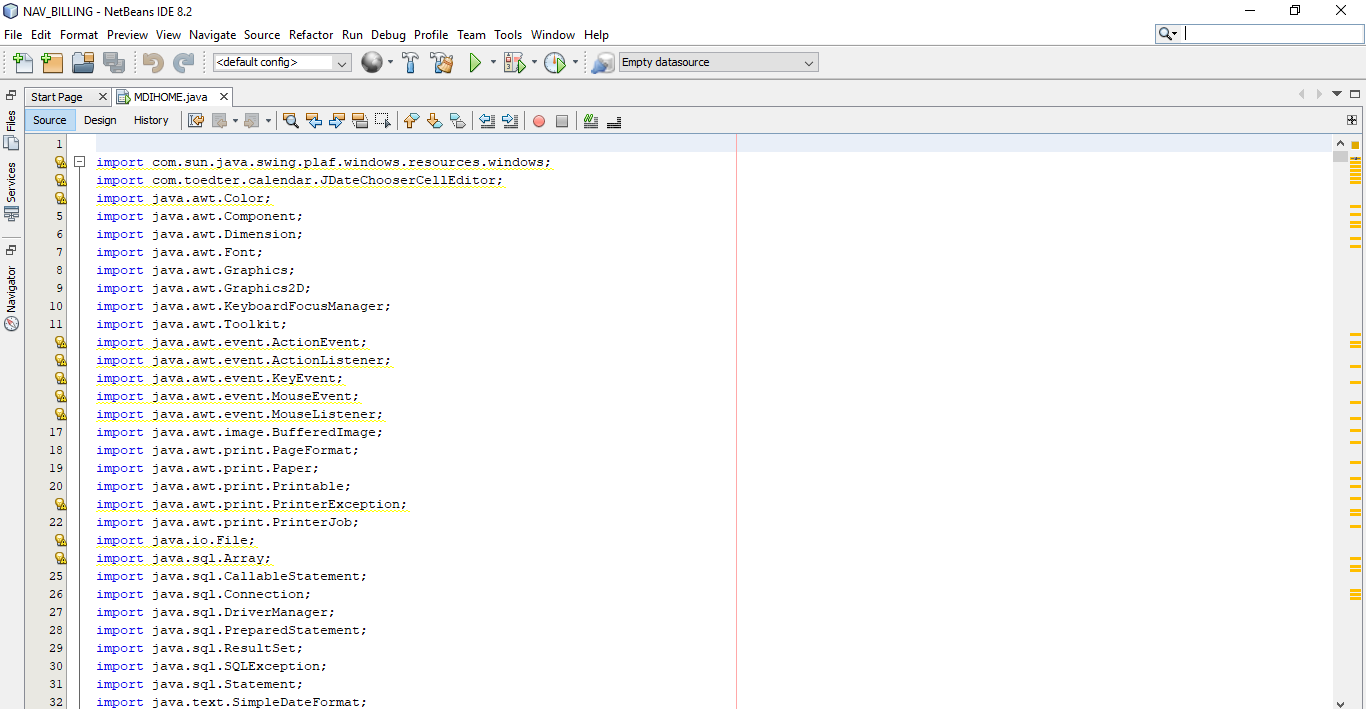 NAV_BILLING - NetBeans IDE 8.2
File Edit Format Preview View Navigate Source Refactor Run Debug Profile Team Tools Window Help
<default config> Empty datasource
Start Page MDIHOME.java
Files
Services
Navigator
Source Design History
1
import com.sun.java.swing.plaf.windows.resources.windows;
import com.toedter.calendar.JDateChooserCellEditor;
import java.awt.Color;
5 import java.awt.Component;
6 import java.awt.Dimension;
7 import java.awt.Font;
8 import java.awt.Graphics;
9 import java.awt.Graphics2D;
10 import java.awt.KeyboardFocusManager;
11 import java.awt.Toolkit;
import java.awt.event.ActionEvent;
import java.awt.event.ActionListener;
import java.awt.event.KeyEvent;
import java.awt.event.MouseEvent;
import java.awt.event.MouseListener;
17 import java.awt.image.BufferedImage;
18 import java.awt.print.PageFormat;
19 import java.awt.print.Paper;
20 import java.awt.print.Printable;
import java.awt.print.PrinterException;
22 import java.awt.print.PrinterJob;
import java.io.File;
import java.sql.Array;
25 import java.sql.CallableStatement;
26 import java.sql.Connection;
27 import java.sql.DriverManager;
28 import java.sql.PreparedStatement;
29 import java.sql.ResultSet;
30 import java.sql.SQLException;
31 import java.sql.Statement;
32 import java.text.SimpleDateFormat;